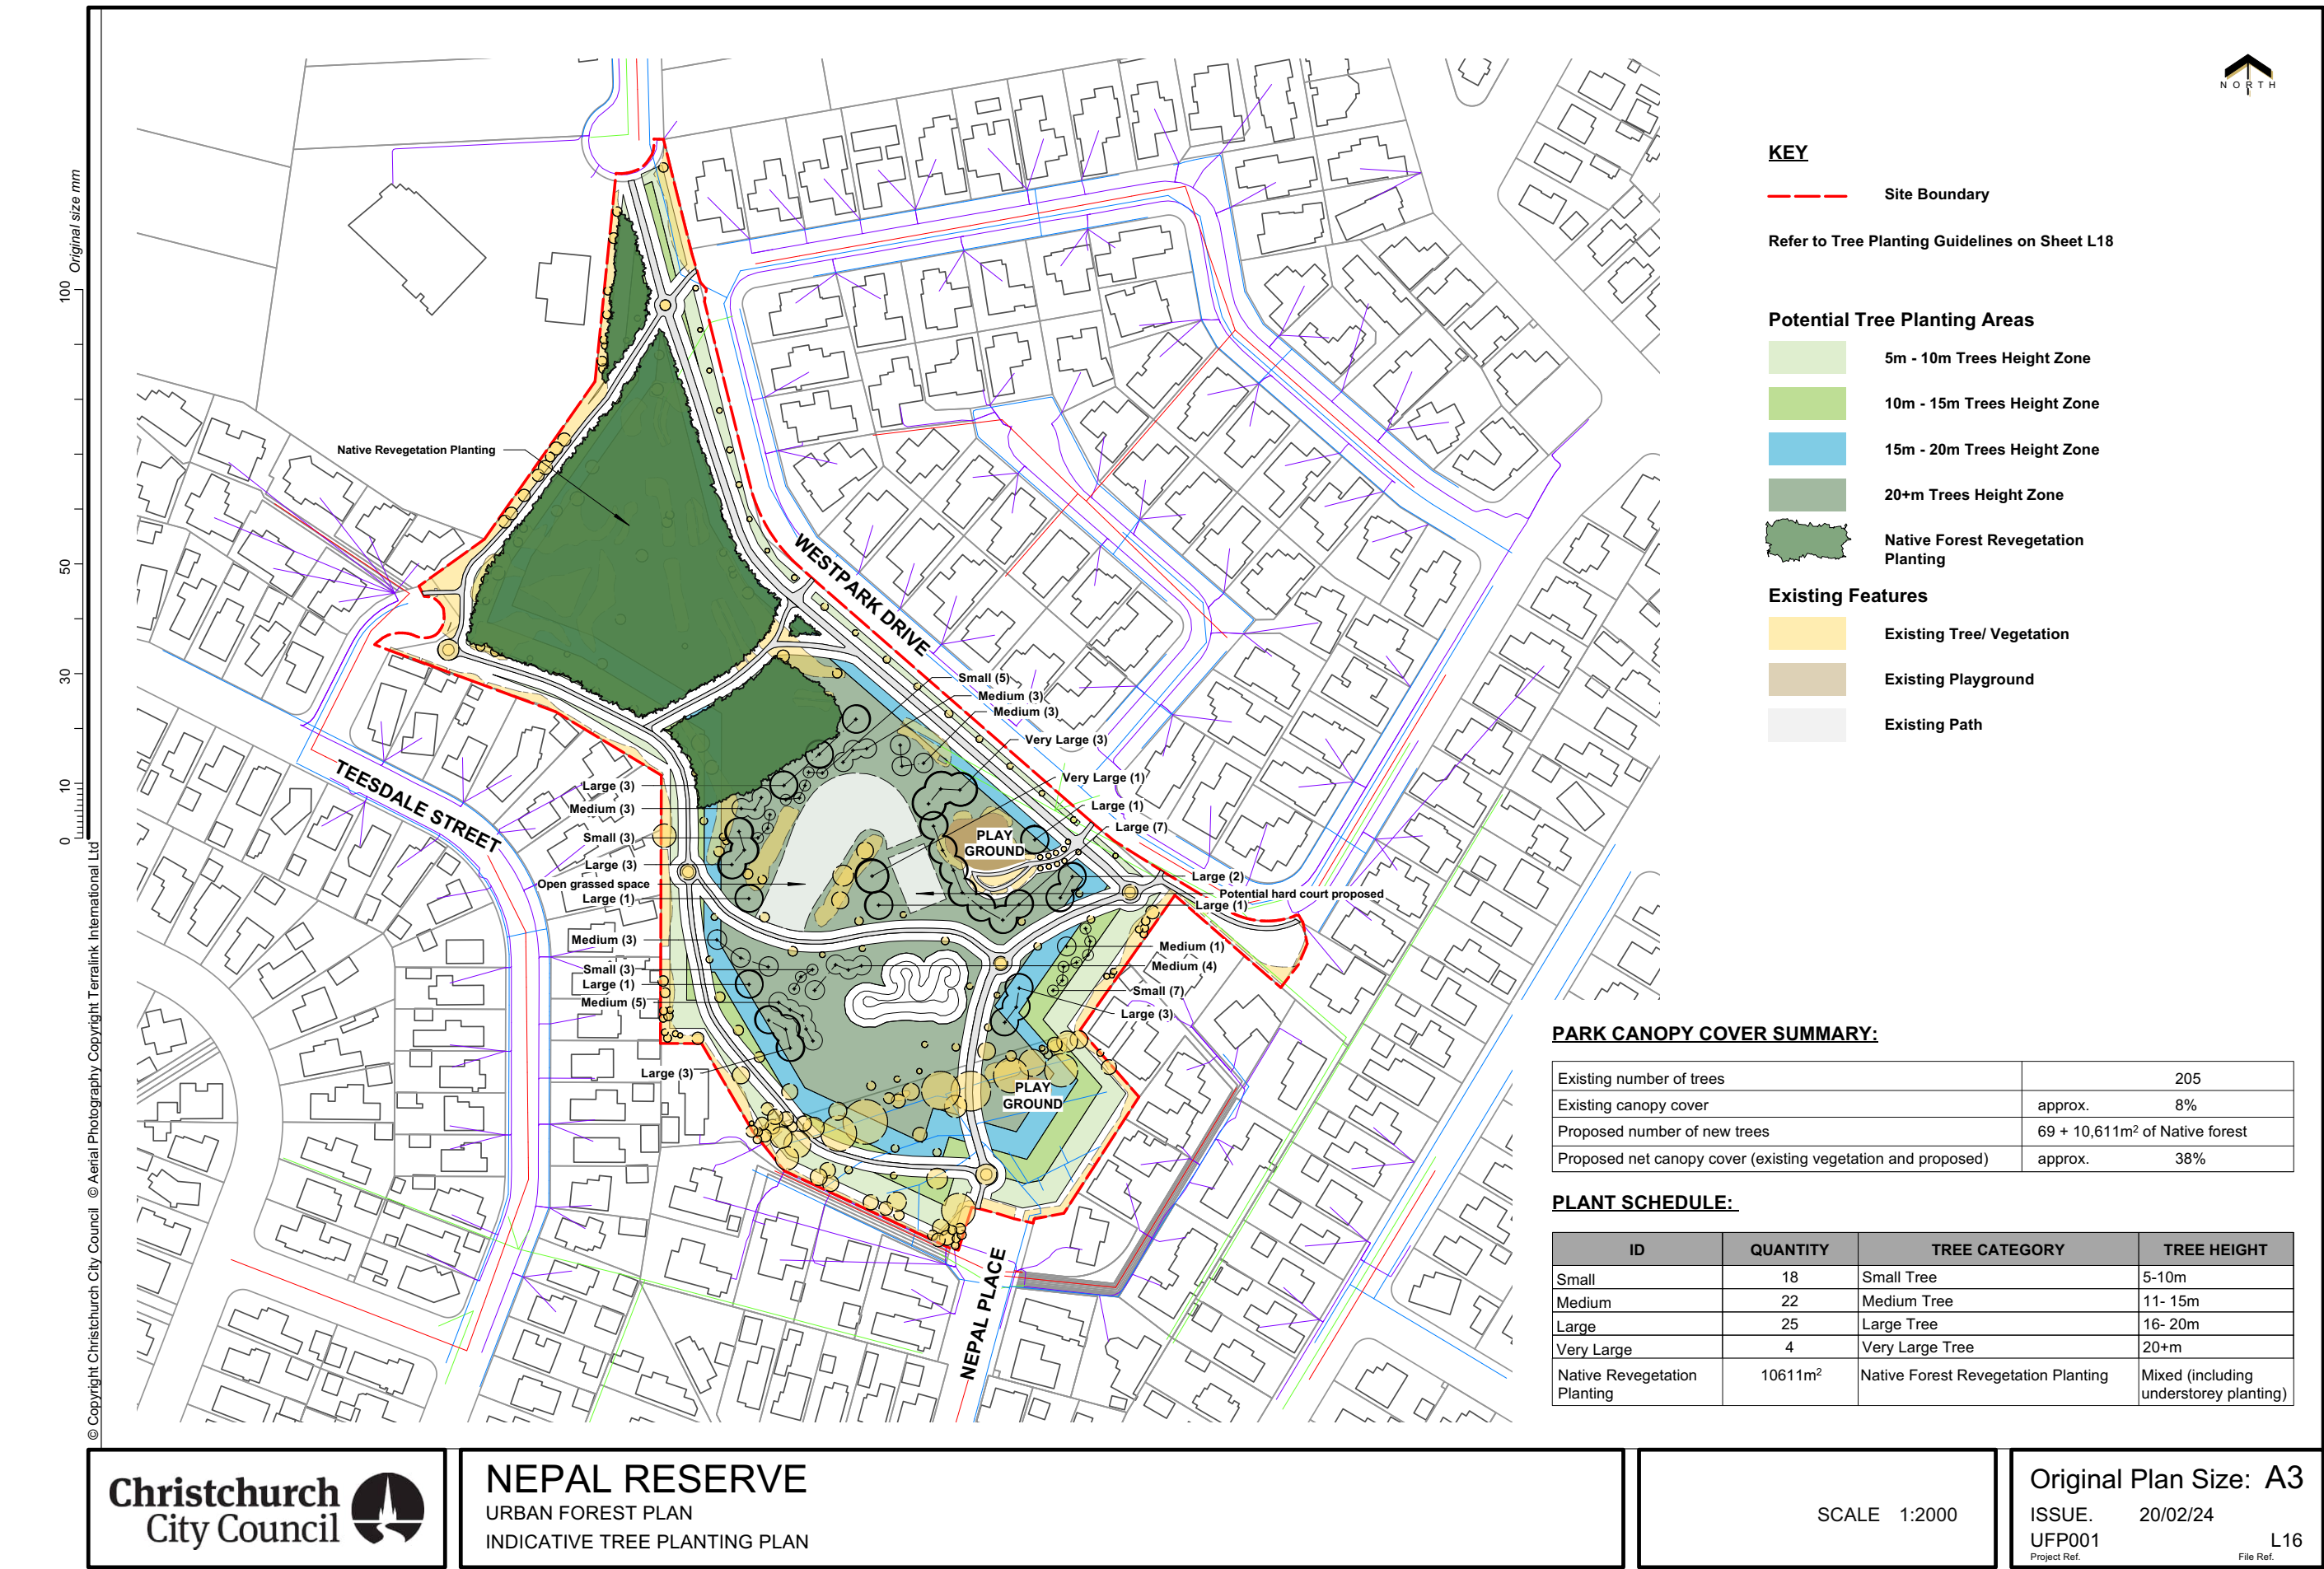 NORTH
KEY
Site Boundary
Refer to Tree Planting Guidelines on Sheet L18
Potential Tree Planting Areas
5m - 10m Trees Height Zone
10m - 15m Trees Height Zone
15m - 20m Trees Height Zone
20+m Trees Height Zone
Native Forest Revegetation
Planting
Existing Features
Existing Tree/ Vegetation
Existing Playground
Existing Path
Original size mm
100
50
30
10
0
© Copyright Christchurch City Council © Aerial Photography Copyright Terralink International Ltd
Native Revegetation Planting
WESTPARK DRIVE
TEESDALE STREET
NEPAL PLACE
Small (5)
Medium (3)
Medium (3)
Very Large (3)
Very Large (1)
Large (1)
Large (7)
PLAY
GROUND
Large (2)
Potential hard court proposed
Large (1)
Medium (1)
Medium (4)
Small (7)
Large (3)
PLAY
GROUND
Large (3)
Medium (3)
Small (3)
Large (3)
Open grassed space
Large (1)
Medium (3)
Small (3)
Large (1)
Medium (5)
Large (3)
PARK CANOPY COVER SUMMARY:
Existing number of trees 205
Existing canopy cover approx. 8%
Proposed number of new trees 69 + 10,611m² of Native forest
Proposed net canopy cover (existing vegetation and proposed) approx. 38%
PLANT SCHEDULE:
ID QUANTITY TREE CATEGORY TREE HEIGHT
Small 18 Small Tree 5-10m
Medium 22 Medium Tree 11- 15m
Large 25 Large Tree 16- 20m
Very Large 4 Very Large Tree 20+m
Native Revegetation 10611m² Native Forest Revegetation Planting Mixed (including
Planting understorey planting)
Christchurch
City Council
NEPAL RESERVE
URBAN FOREST PLAN
INDICATIVE TREE PLANTING PLAN
SCALE 1:2000
Original Plan Size: A3
ISSUE. 20/02/24
UFP001 L16
Project Ref. File Ref.